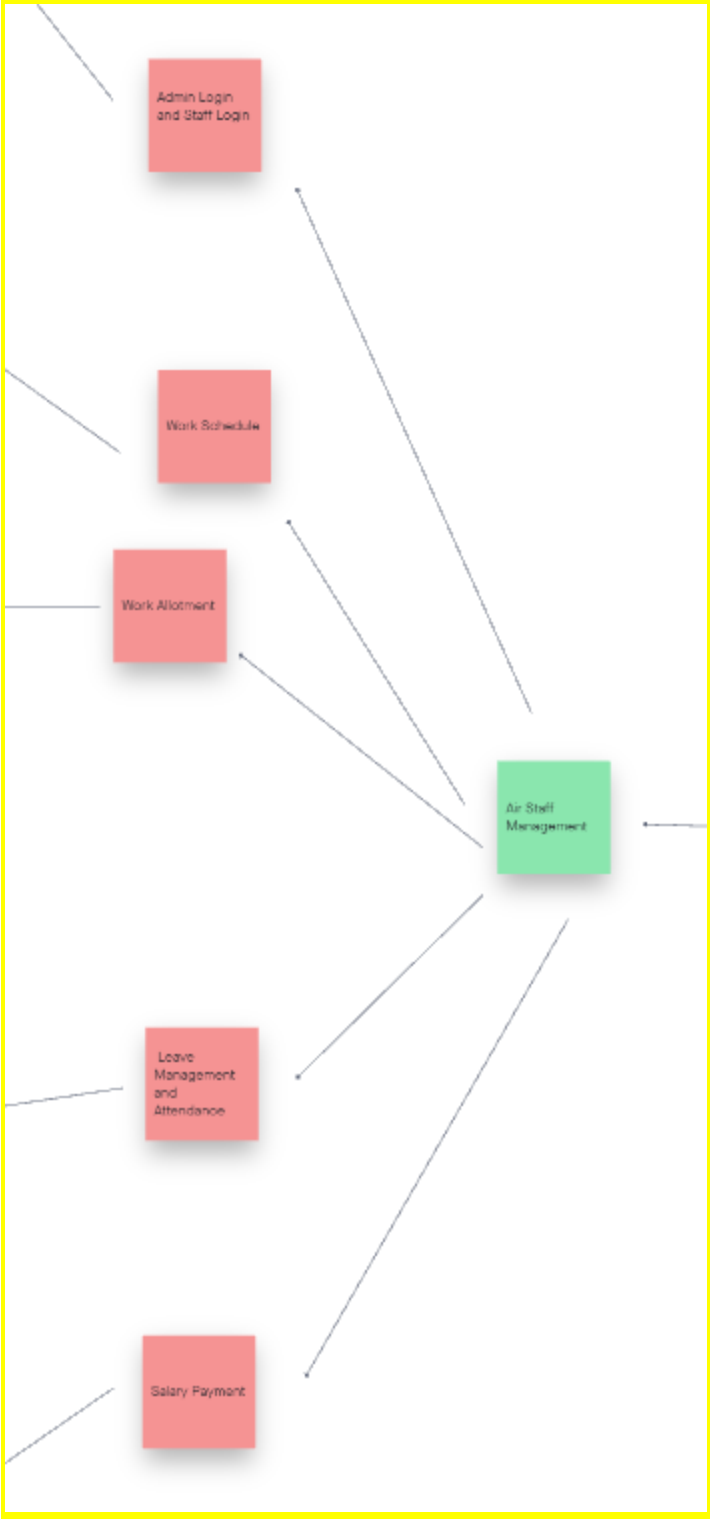 Admin Login
and Staff Login
Work Schedule
Work Allotment
Air Staff
Management
Leave
Management
and
Attendance
Salary Payment